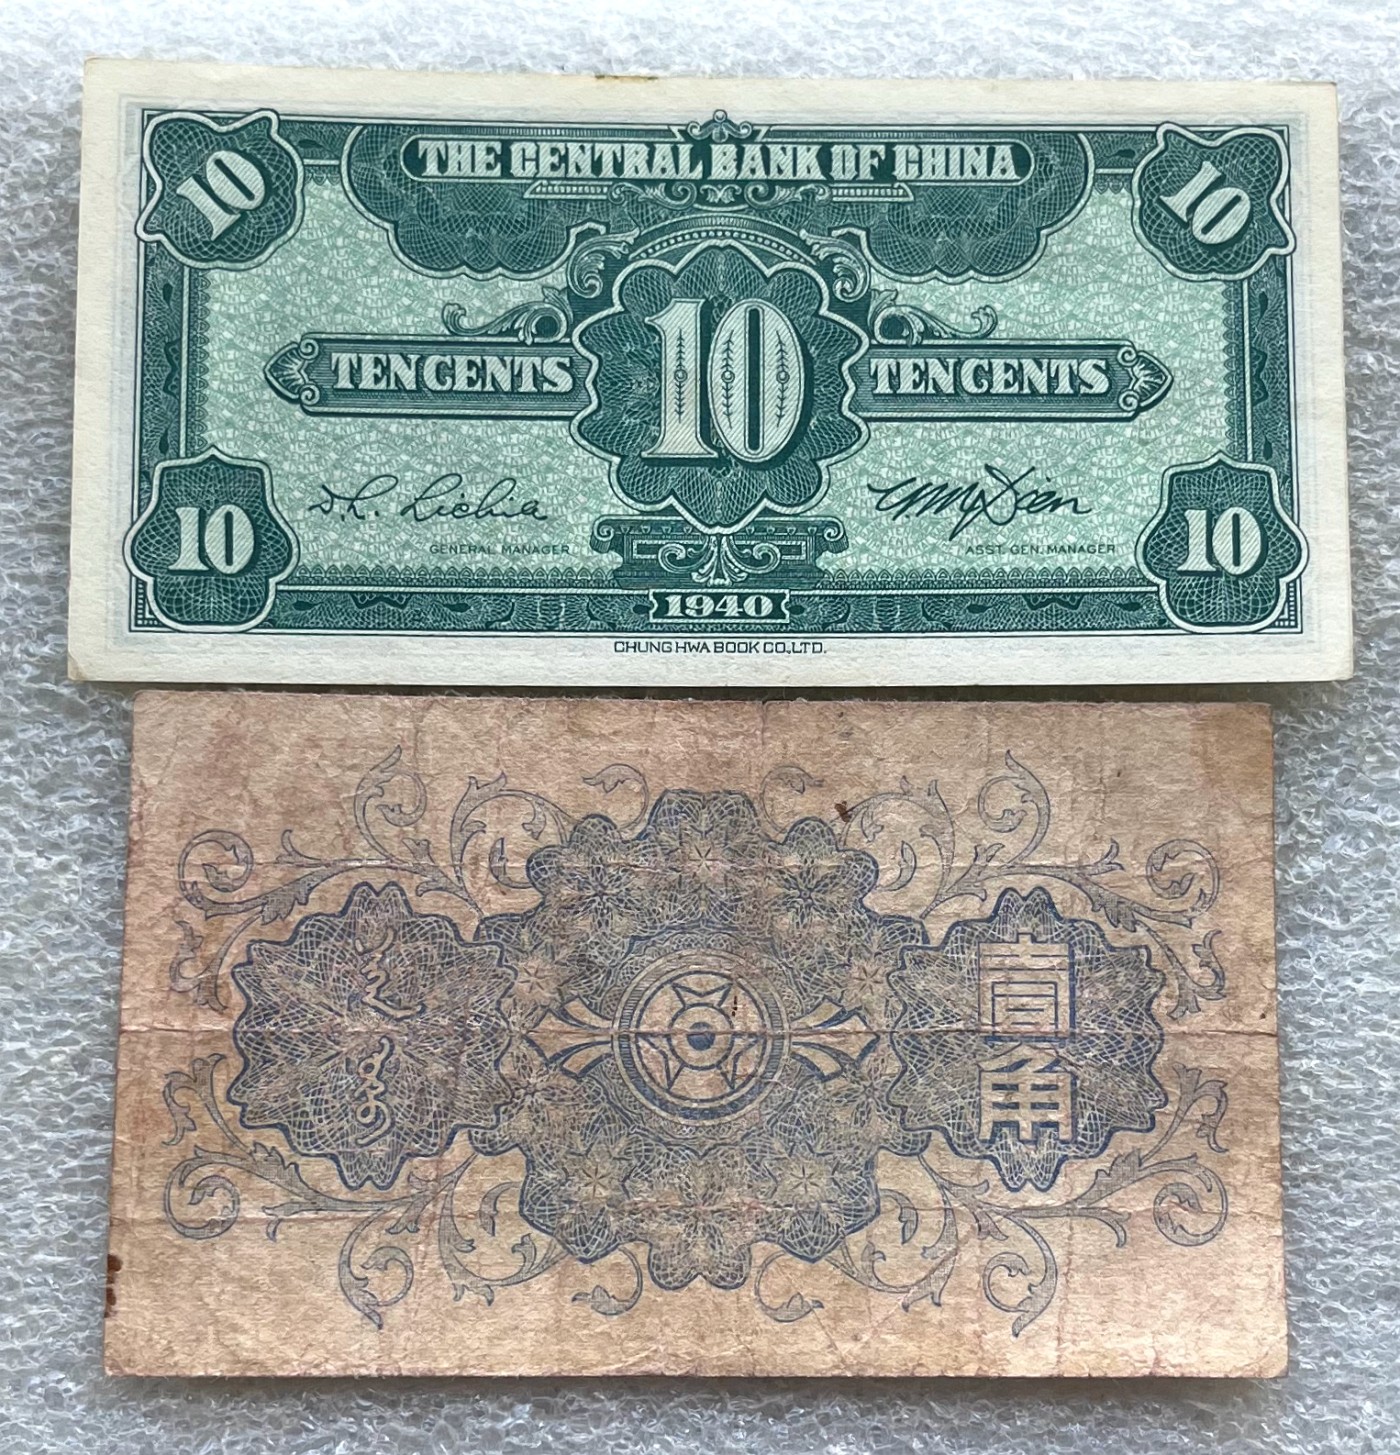 10 THE CENTRAL BANK OF CHINA 10
TEN CENTS 10 TEN CENTS
S. L. Liehia
GENERAL MANAGER
ASST. GEN. MANAGER
10 10
1940
CHUNG HWA BOOK CO., LTD.
壹角